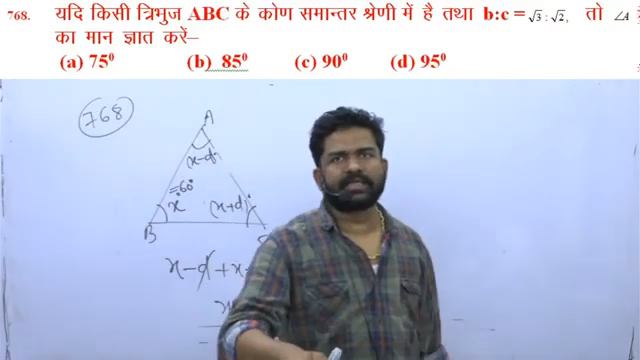 768. यदि किसी त्रिभुज ABC के कोण समान्तर श्रेणी में है तथा b:c = √3 : √2, तो ∠A
का मान ज्ञात करें–
(a) 75⁰ (b) 85⁰ (c) 90⁰ (d) 95⁰
768
A
(x-d)°
=60°
x° (x+d)°
B C
x-d+x